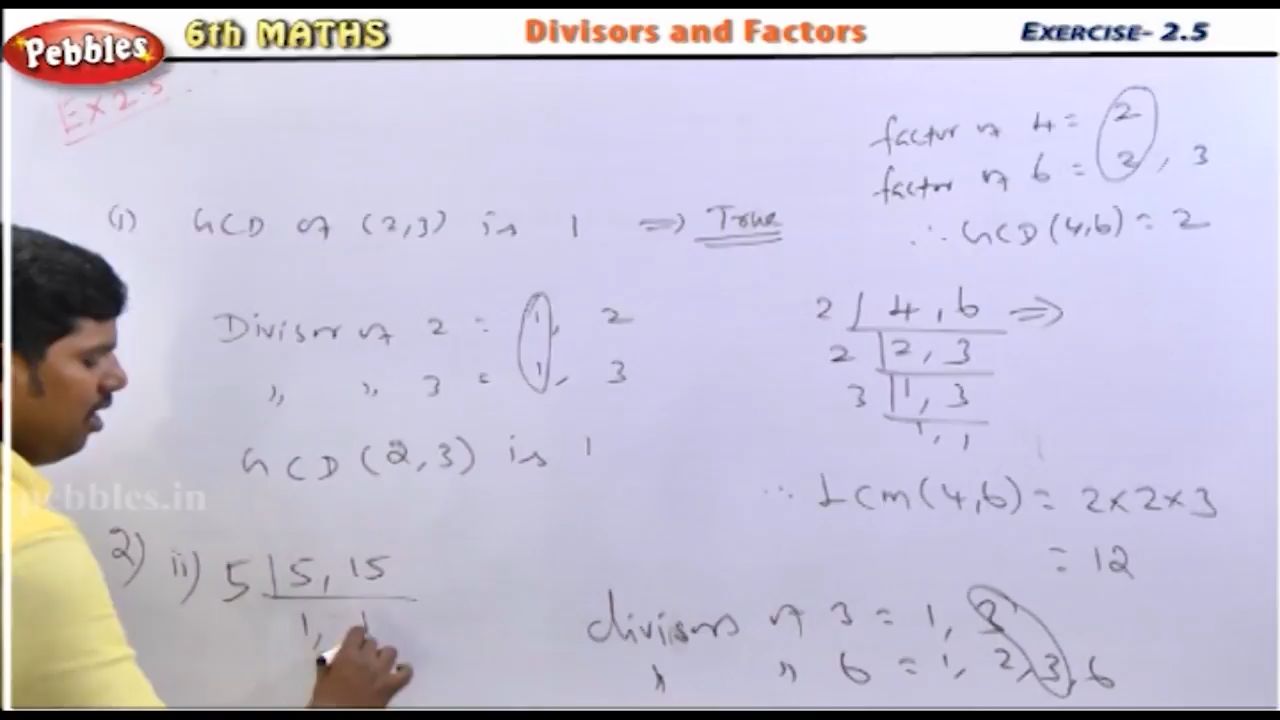 Pebbles 6th MATHS Divisors and Factors EXERCISE- 2.5
EX 2.5
factor of 4 = 2
factor of 6 = 2, 3
∴ GCD(4,6) = 2
(i) GCD of (2,3) is 1 => True
Divisor of 2 = 1, 2
,, ,, 3 = 1, 3
GCD(2,3) is 1
2 | 4, 6 =>
2 | 2, 3
3 | 1, 3
1, 1
∴ LCM(4,6) = 2×2×3
= 12
pebbles.in
2) ii) 5 | 5, 15
1,
divisors of 3 = 1, 3
,, ,, 6 = 1, 2, 3, 6